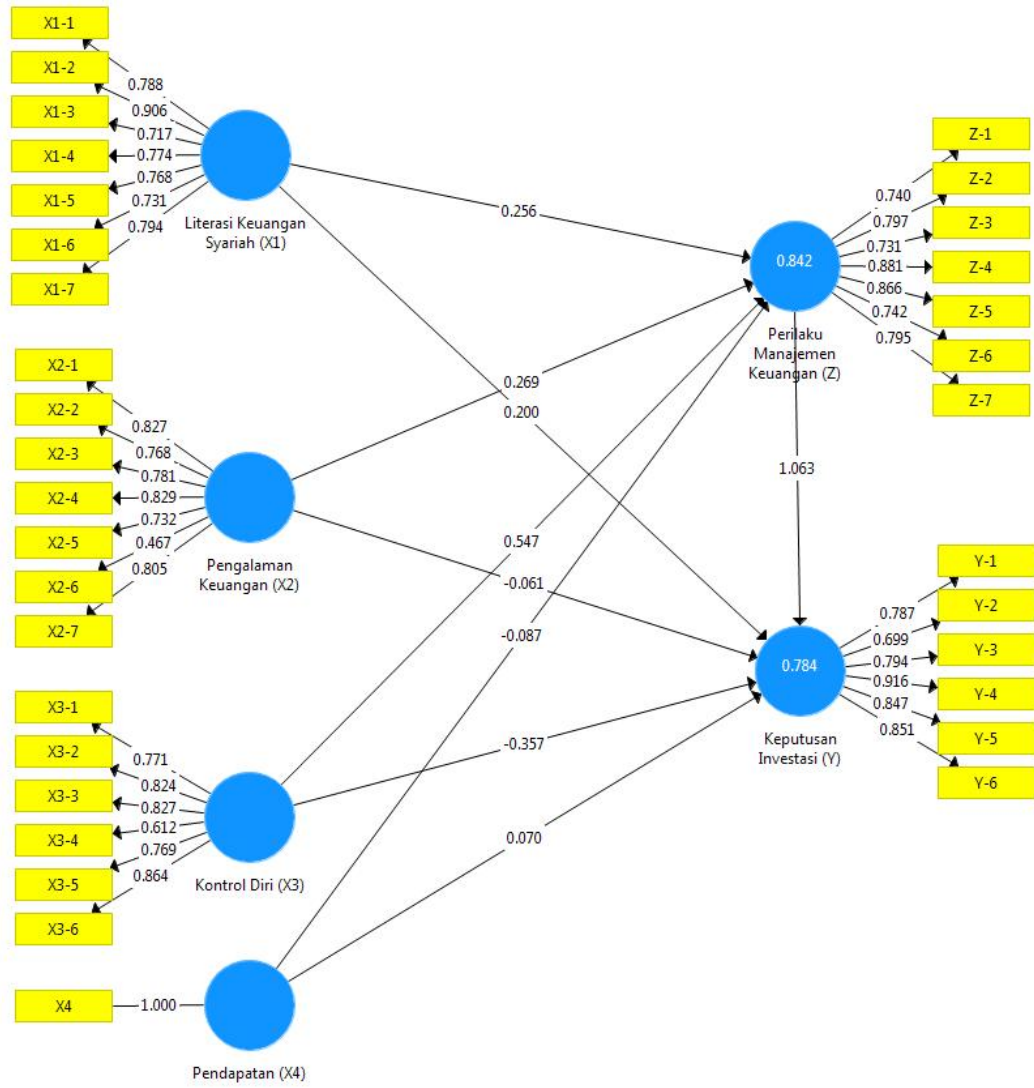 X1-1
X1-2
X1-3
X1-4
X1-5
X1-6
X1-7
0.788
0.906
0.717
0.774
0.768
0.731
0.794
Literasi Keuangan
Syariah (X1)
X2-1
X2-2
X2-3
X2-4
X2-5
X2-6
X2-7
0.827
0.768
0.781
0.829
0.732
0.467
0.805
Pengalaman
Keuangan (X2)
X3-1
X3-2
X3-3
X3-4
X3-5
X3-6
0.771
0.824
0.827
0.612
0.769
0.864
Kontrol Diri (X3)
X4
1.000
Pendapatan (X4)
0.256
0.269
0.200
0.547
-0.061
-0.087
-0.357
0.070
0.842
Perilaku
Manajemen
Keuangan (Z)
1.063
0.740
0.797
0.731
0.881
0.866
0.742
0.795
Z-1
Z-2
Z-3
Z-4
Z-5
Z-6
Z-7
0.784
Keputusan
Investasi (Y)
0.787
0.699
0.794
0.916
0.847
0.851
Y-1
Y-2
Y-3
Y-4
Y-5
Y-6